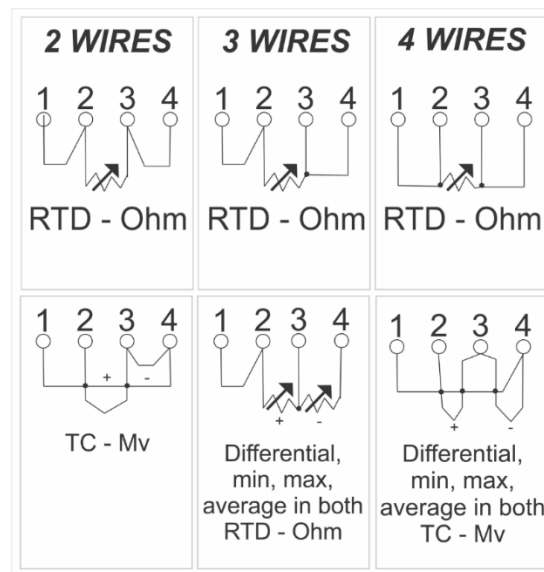 2 WIRES
1 2 3 4
RTD - Ohm
3 WIRES
1 2 3 4
RTD - Ohm
4 WIRES
1 2 3 4
RTD - Ohm
1 2 3 4
+ -
TC - Mv
1 2 3 4
+ -
Differential,
min, max,
average in both
RTD - Ohm
1 2 3 4
+ -
Differential,
min, max,
average in both
TC - Mv